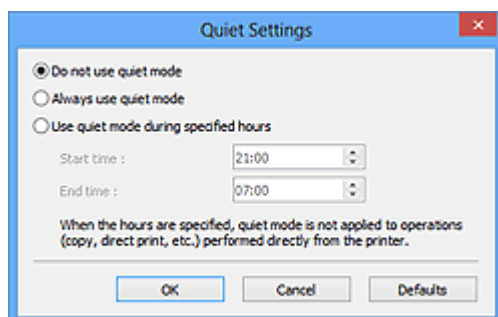 Quiet Settings
Do not use quiet mode
Always use quiet mode
Use quiet mode during specified hours
Start time : 21:00
End time : 07:00
When the hours are specified, quiet mode is not applied to operations
(copy, direct print, etc.) performed directly from the printer.
OK Cancel Defaults